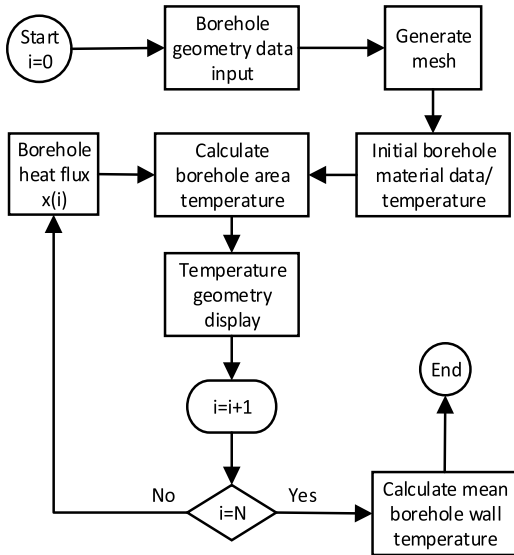 Start
i=0
Borehole
geometry data
input
Generate
mesh
Borehole
heat flux
x(i)
Calculate
borehole area
temperature
Initial borehole
material data/
temperature
Temperature
geometry
display
End
i=i+1
No
i=N
Yes
Calculate mean
borehole wall
temperature